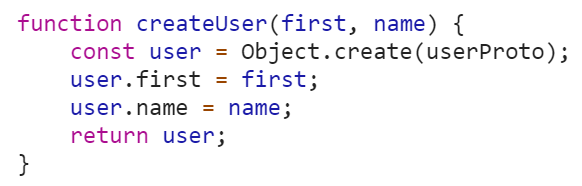 function createUser(first, name) {
    const user = Object.create(userProto);
    user.first = first;
    user.name = name;
    return user;
}